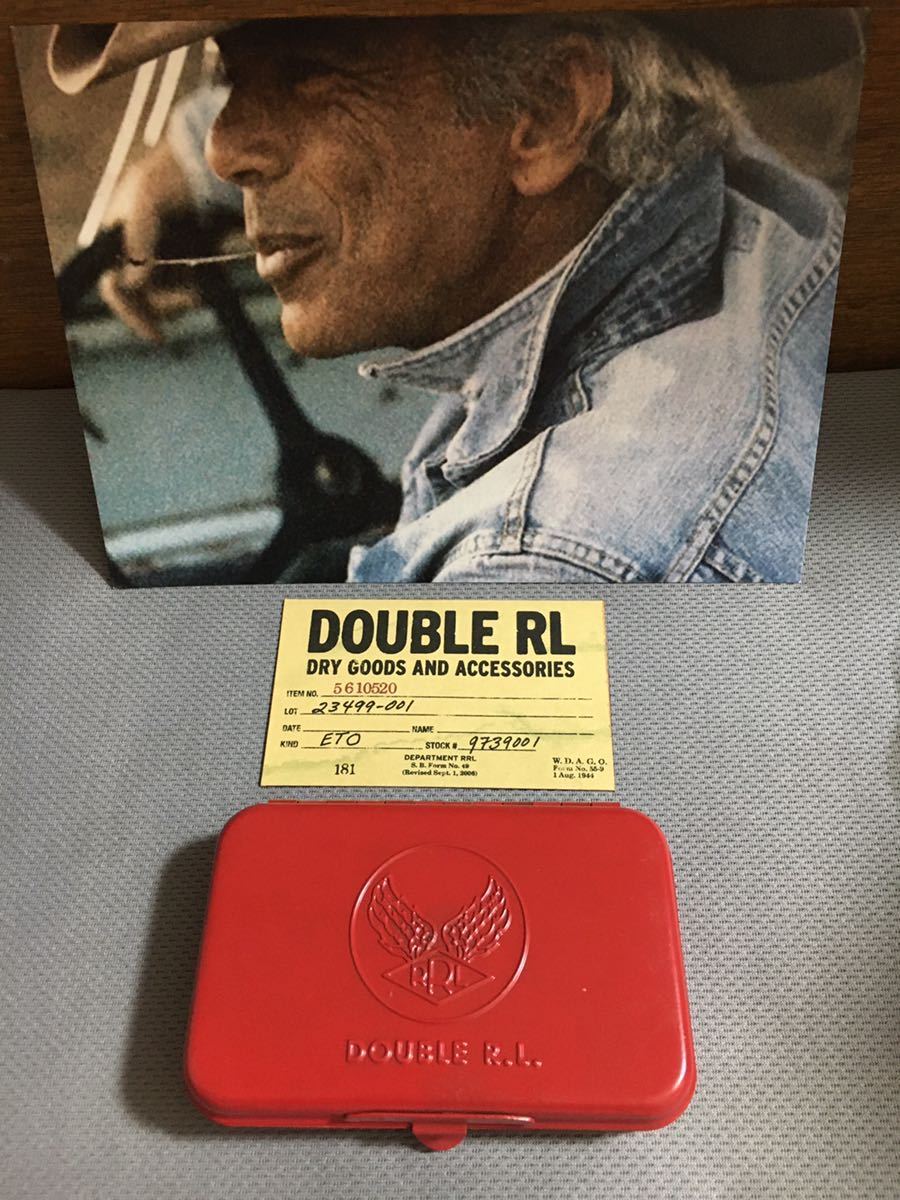 DOUBLE RL
DRY GOODS AND ACCESSORIES
ITEM NO. 5610520
LOT 23499-001
DATE NAME
KIND ETO STOCK # 9739001
181
DEPARTMENT RRL
S. B. Form No. 49
(Revised Sept. 1, 2006)
W. D. A. G. O.
Form No. 55-9
1 Aug. 1944
RRL
DOUBLE R.L.